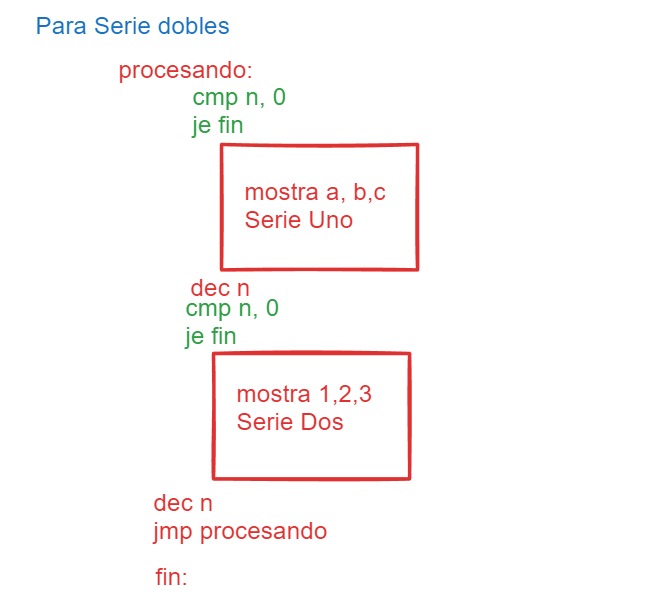 Para Serie dobles
procesando:
cmp n, 0
je fin
mostra a, b,c
Serie Uno
dec n
cmp n, 0
je fin
mostra 1,2,3
Serie Dos
dec n
jmp procesando
fin: